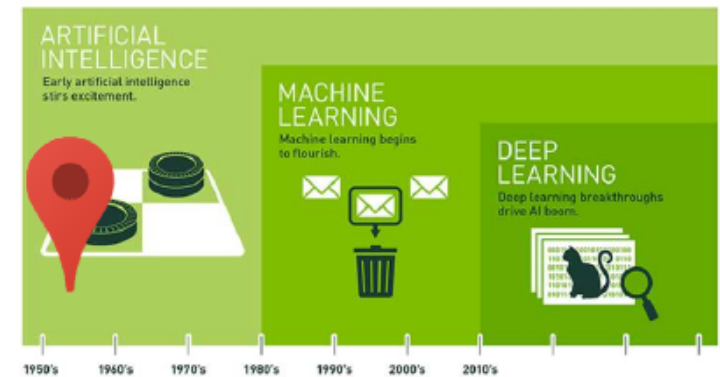 ARTIFICIAL
INTELLIGENCE
Early artificial intelligence
stirs excitement.
MACHINE
LEARNING
Machine learning begins
to flourish.
DEEP
LEARNING
Deep learning breakthroughs
drive AI boom.
1950's 1960's 1970's 1980's 1990's 2000's 2010's